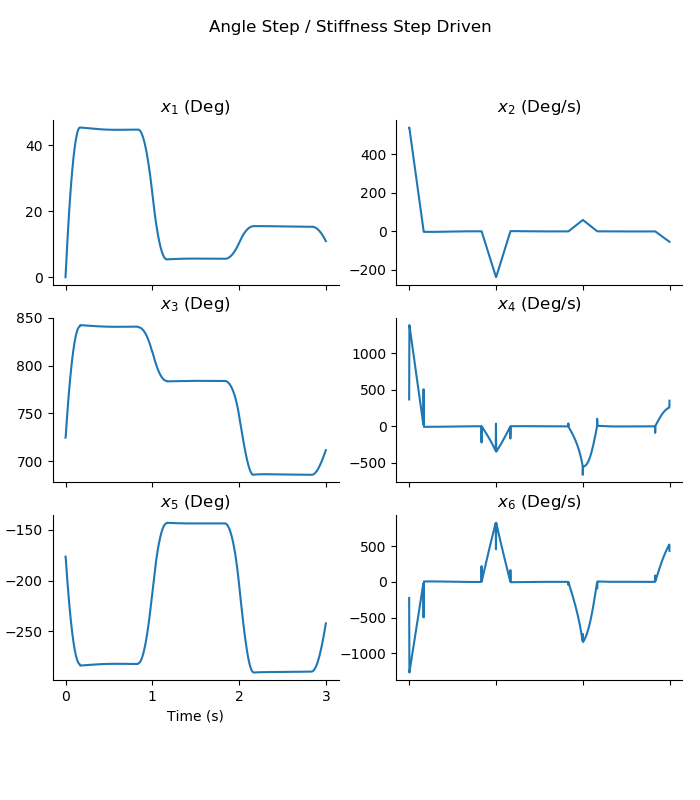 Angle Step / Stiffness Step Driven
x₁ (Deg)
x₂ (Deg/s)
40
20
0
400
200
0
−200
x₃ (Deg)
x₄ (Deg/s)
850
800
750
700
1000
500
0
−500
x₅ (Deg)
x₆ (Deg/s)
−150
−200
−250
500
0
−500
−1000
0 1 2 3
Time (s)